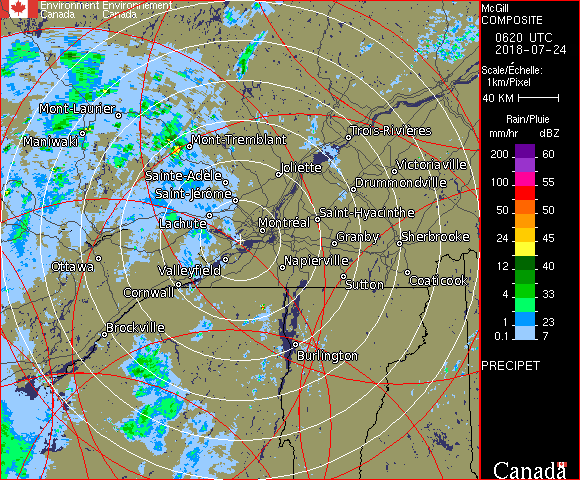 Environment Environnement
Canada Canada
McGill
COMPOSITE
0620 UTC
2018-07-24
Scale/Échelle:
1km/Pixel
40 KM
Rain/Pluie
mm/hr dBZ
200 60
150 57
100 55
50 50
24 45
12 40
4 33
1 23
0.1 7
PRECIPET
Canada
Mont-Laurier
Maniwaki
Mont-Tremblant
Trois-Rivières
Sainte-Adèle
Joliette
Victoriaville
Saint-Jérôme
Drummondville
Lachute
Montréal
Saint-Hyacinthe
Granby
Sherbrooke
Ottawa
Valleyfield
Napierville
Cornwall
Sutton
Coaticook
Brockville
Burlington